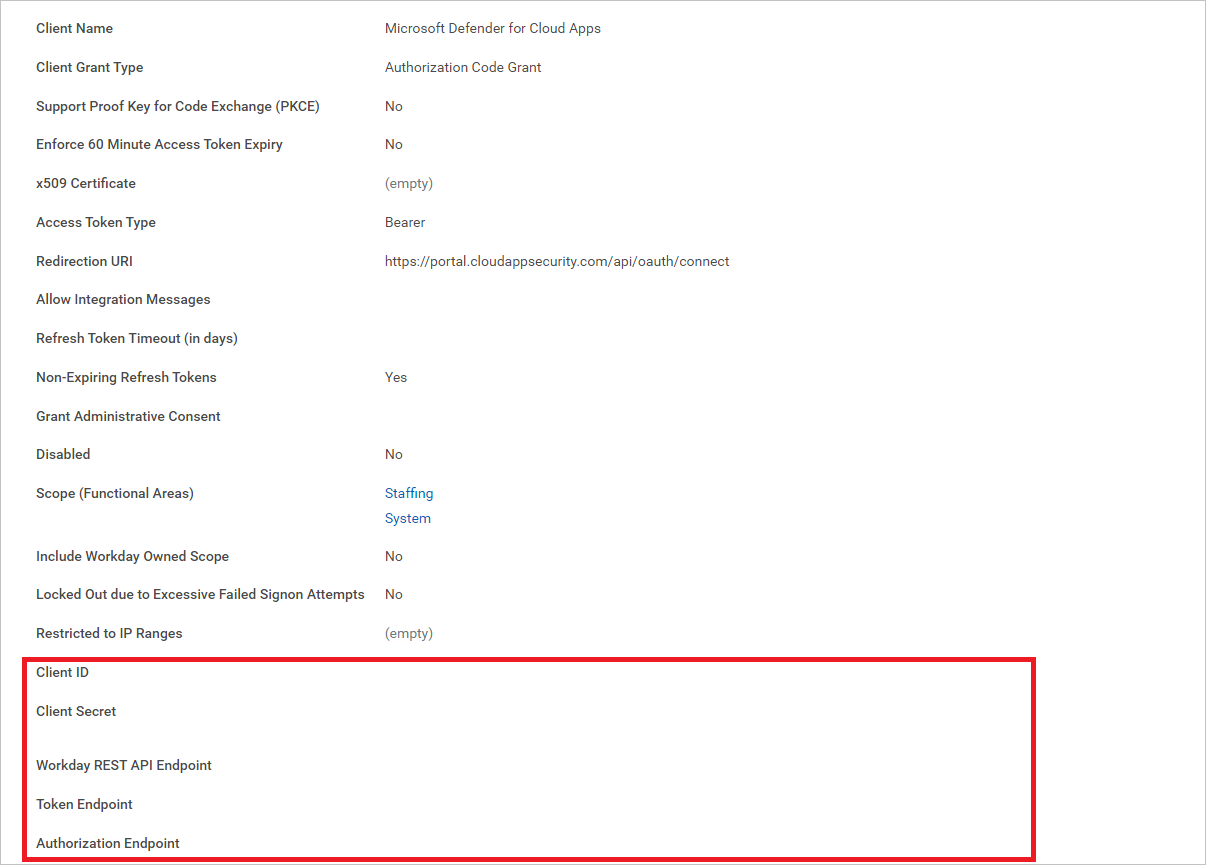 Client Name Microsoft Defender for Cloud Apps
Client Grant Type Authorization Code Grant
Support Proof Key for Code Exchange (PKCE) No
Enforce 60 Minute Access Token Expiry No
x509 Certificate (empty)
Access Token Type Bearer
Redirection URI https://portal.cloudappsecurity.com/api/oauth/connect
Allow Integration Messages
Refresh Token Timeout (in days)
Non-Expiring Refresh Tokens Yes
Grant Administrative Consent
Disabled No
Scope (Functional Areas) Staffing
System
Include Workday Owned Scope No
Locked Out due to Excessive Failed Signon Attempts No
Restricted to IP Ranges (empty)
Client ID
Client Secret
Workday REST API Endpoint
Token Endpoint
Authorization Endpoint